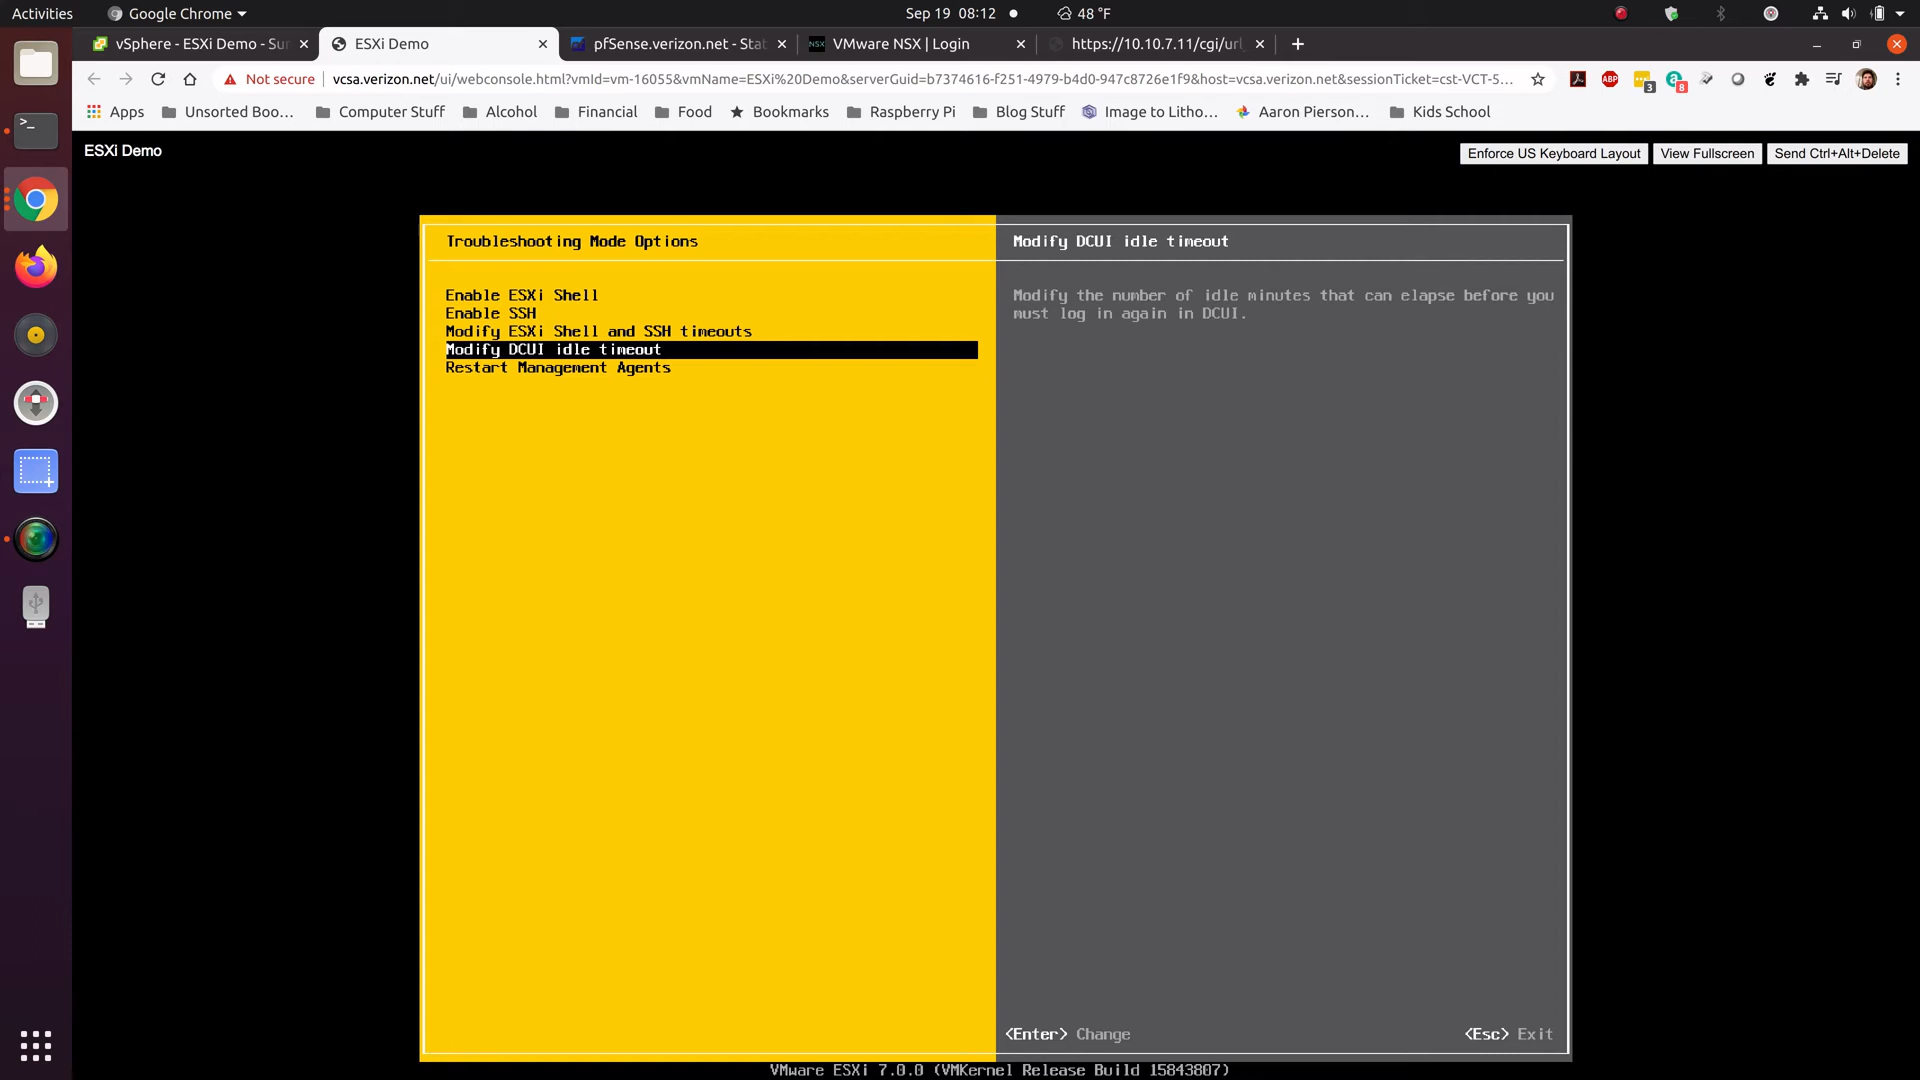 Activities
Google Chrome
Sep 19 08:12
48 °F
vSphere - ESXi Demo - Sur
ESXi Demo
pfSense.verizon.net - Stat
NSX
VMware NSX | Login
https://10.10.7.11/cgi/url_
Not secure
vcsa.verizon.net/ui/webconsole.html?vmId=vm-16055&vmName=ESXi%20Demo&serverGuid=b7374616-f251-4979-b4d0-947c8726e1f9&host=vcsa.verizon.net&sessionTicket=cst-VCT-5...
ABP
3
8
Apps
Unsorted Boo...
Computer Stuff
Alcohol
Financial
Food
Bookmarks
Raspberry Pi
Blog Stuff
Image to Litho...
Aaron Pierson...
Kids School
ESXi Demo
Enforce US Keyboard Layout
View Fullscreen
Send Ctrl+Alt+Delete
Troubleshooting Mode Options
Enable ESXi Shell
Enable SSH
Modify ESXi Shell and SSH timeouts
Modify DCUI idle timeout
Restart Management Agents
Modify DCUI idle timeout
Modify the number of idle minutes that can elapse before you
must log in again in DCUI.
<Enter> Change
<Esc> Exit
VMware ESXi 7.0.0 (VMKernel Release Build 15843807)